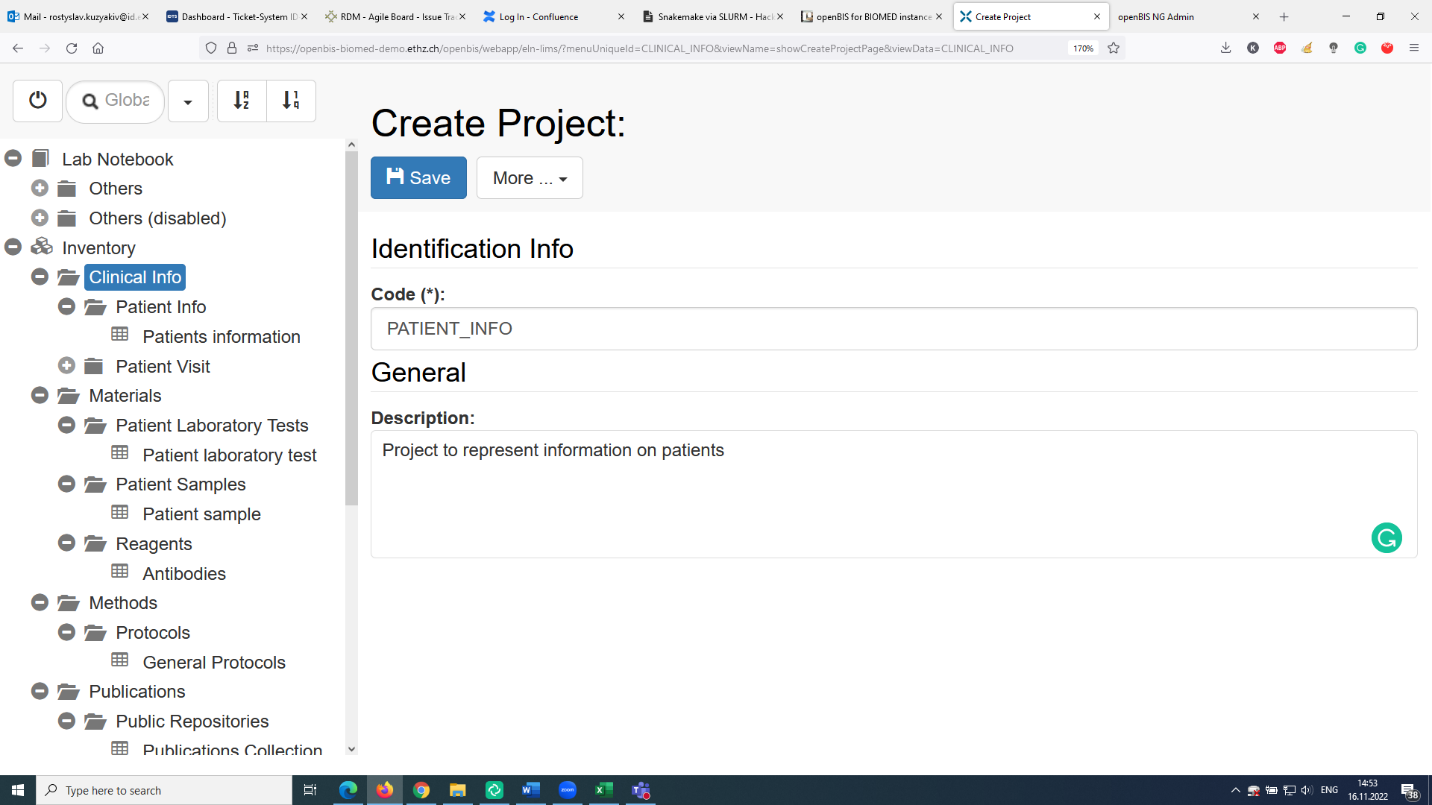 Mail - rostyslav.kuzyakiv@id.e
Dashboard - Ticket-System ID
RDM - Agile Board - Issue Tra
Log In - Confluence
Snakemake via SLURM - Hac
openBIS for BIOMED instance
Create Project
openBIS NG Admin
https://openbis-biomed-demo.ethz.ch/openbis/webapp/eln-lims/?menuUniqueId=CLINICAL_INFO&viewName=showCreateProjectPage&viewData=CLINICAL_INFO
170%
K
ABP
Globa
Create Project:
Save
More ...
Lab Notebook
Others
Others (disabled)
Inventory
Clinical Info
Patient Info
Patients information
Patient Visit
Materials
Patient Laboratory Tests
Patient laboratory test
Patient Samples
Patient sample
Reagents
Antibodies
Methods
Protocols
General Protocols
Publications
Public Repositories
Publications Collection
Identification Info
Code (*):
PATIENT_INFO
General
Description:
Project to represent information on patients
Type here to search
zoom
ENG
14:53
16.11.2022
38